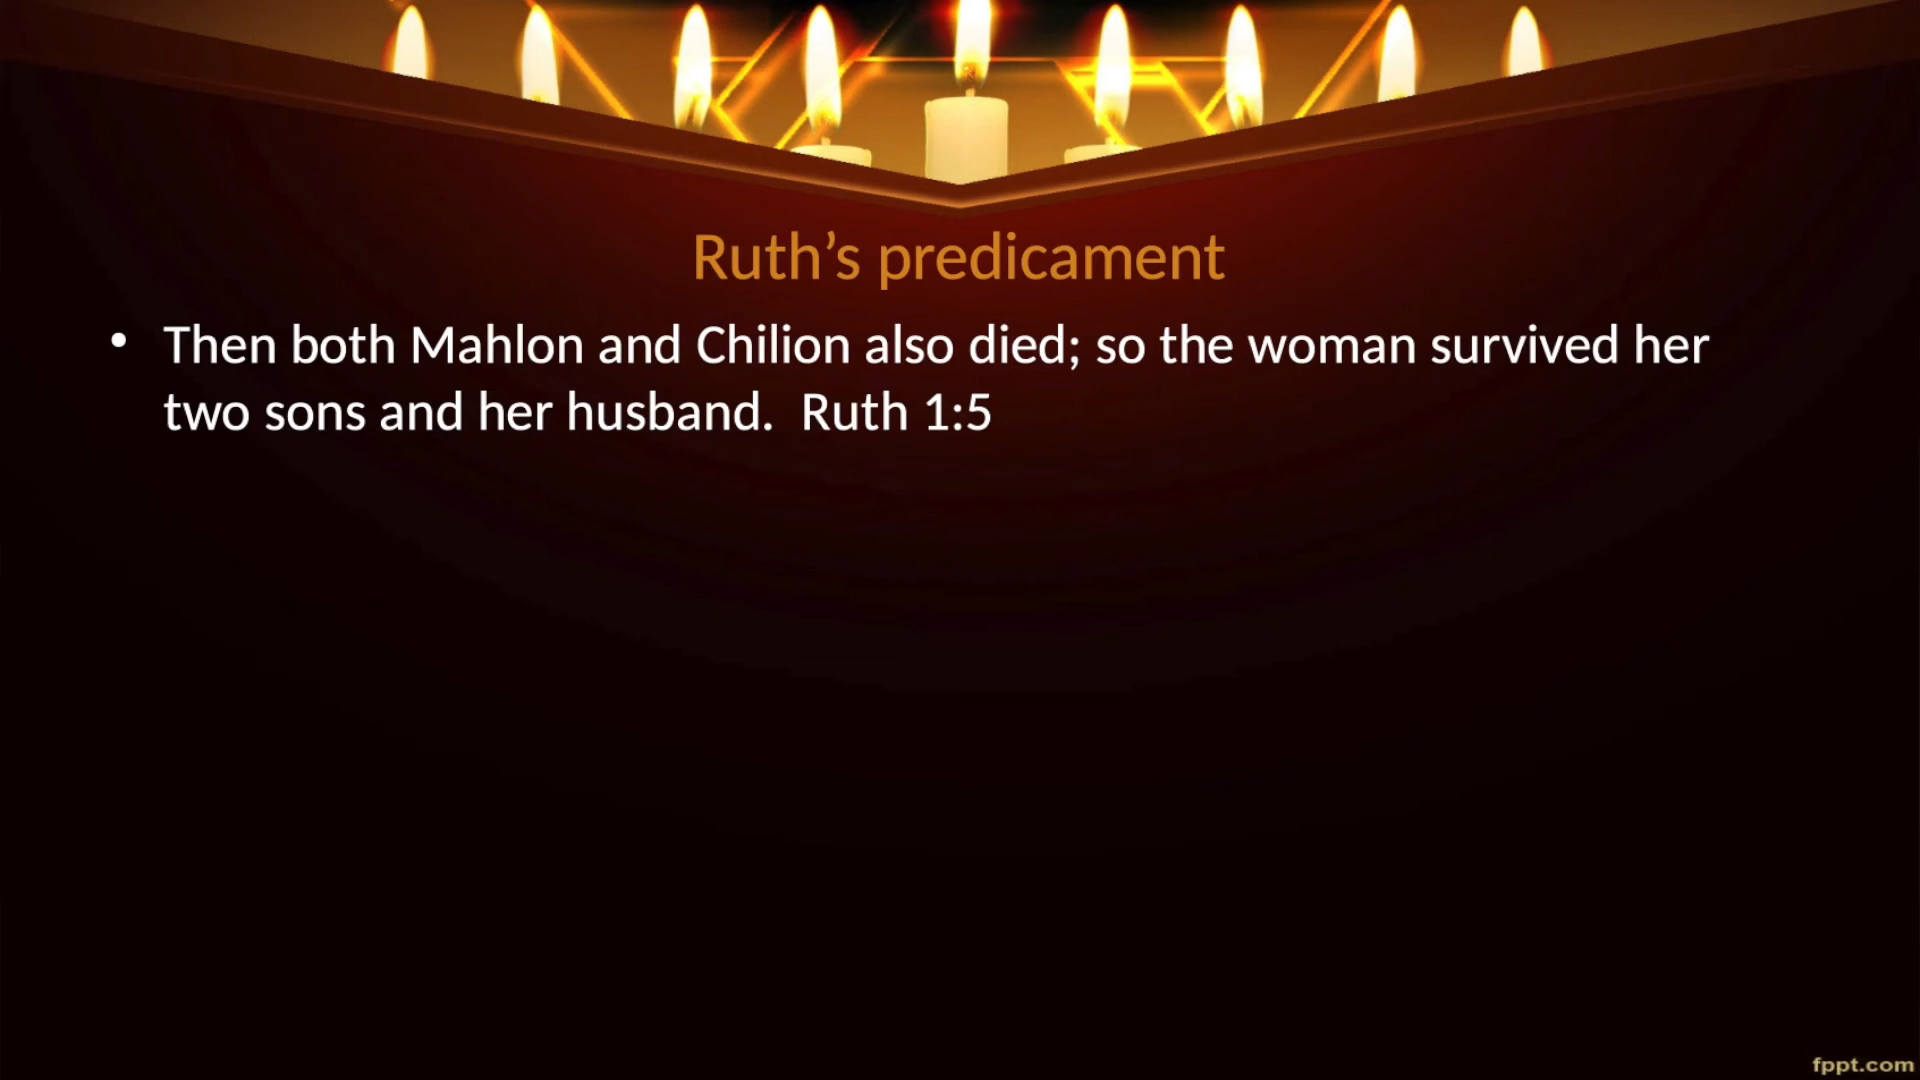 Ruth’s predicament
• Then both Mahlon and Chilion also died; so the woman survived her
two sons and her husband.  Ruth 1:5
fppt.com